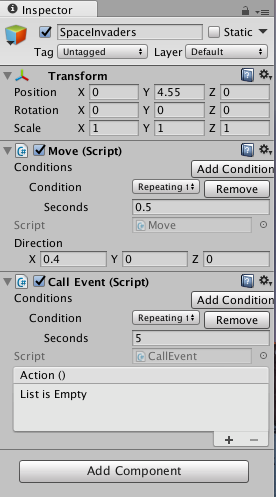 Inspector
SpaceInvaders Static
Tag Untagged Layer Default
Transform
Position X 0 Y 4.55 Z 0
Rotation X 0 Y 0 Z 0
Scale X 1 Y 1 Z 1
Move (Script)
Conditions Add Condition
Condition Repeating Remove
Seconds 0.5
Script Move
Direction
X 0.4 Y 0 Z 0
Call Event (Script)
Conditions Add Condition
Condition Repeating Remove
Seconds 5
Script CallEvent
Action ()
List is Empty
+ −
Add Component